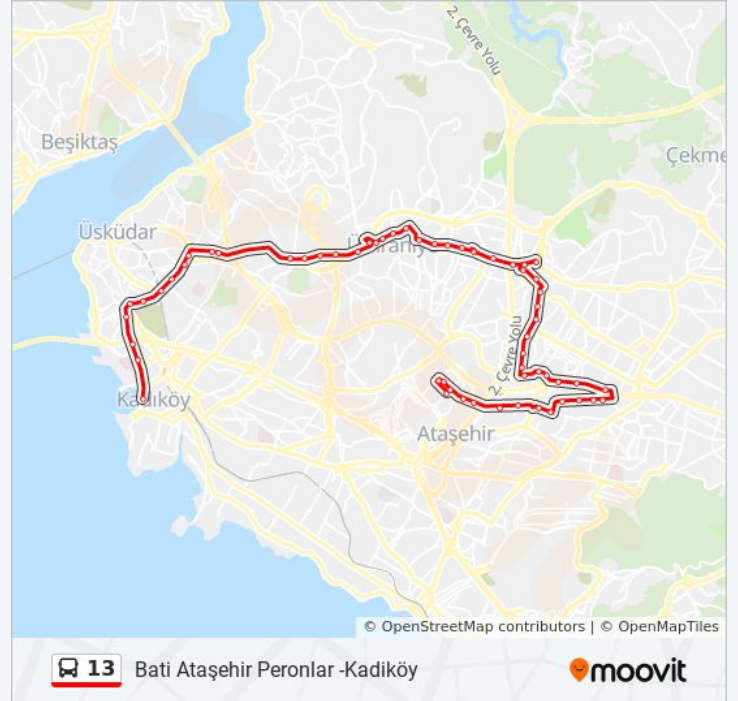 2. Çevre Yolu
Beşiktaş
Çekme
Üsküdar
2. Çevre Yolu
Kadıköy
Ataşehir
© OpenStreetMap contributors | © OpenMapTiles
13 Bati Ataşehir Peronlar -Kadiköy moovit